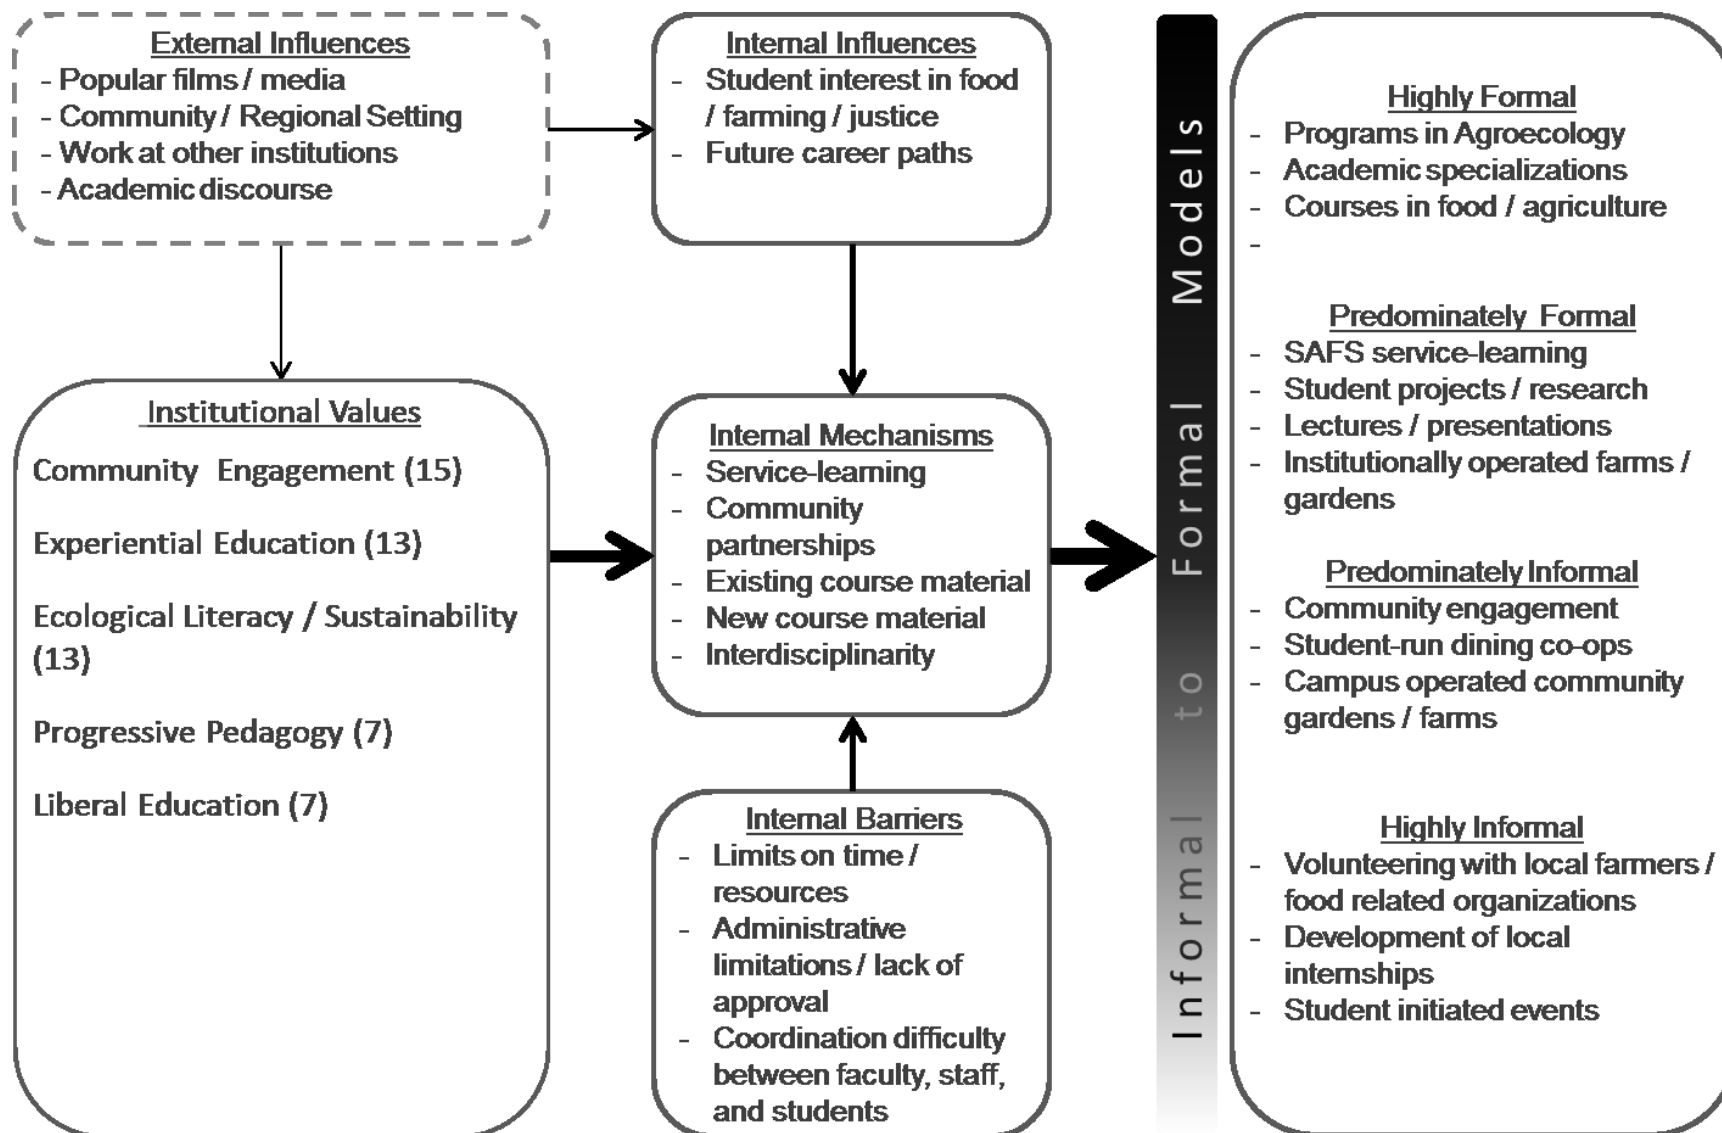 External Influences
- Popular films / media
- Community / Regional Setting
- Work at other institutions
- Academic discourse
Internal Influences
- Student interest in food
/ farming / justice
- Future career paths
Institutional Values
Community Engagement (15)
Experiential Education (13)
Ecological Literacy / Sustainability
(13)
Progressive Pedagogy (7)
Liberal Education (7)
Internal Mechanisms
- Service-learning
- Community
partnerships
- Existing course material
- New course material
- Interdisciplinarity
Internal Barriers
- Limits on time /
resources
- Administrative
limitations / lack of
approval
- Coordination difficulty
between faculty, staff,
and students
Informal to Formal Models
Highly Formal
- Programs in Agroecology
- Academic specializations
- Courses in food / agriculture
-
Predominately Formal
- SAFS service-learning
- Student projects / research
- Lectures / presentations
- Institutionally operated farms /
gardens
Predominately Informal
- Community engagement
- Student-run dining co-ops
- Campus operated community
gardens / farms
Highly Informal
- Volunteering with local farmers /
food related organizations
- Development of local
internships
- Student initiated events